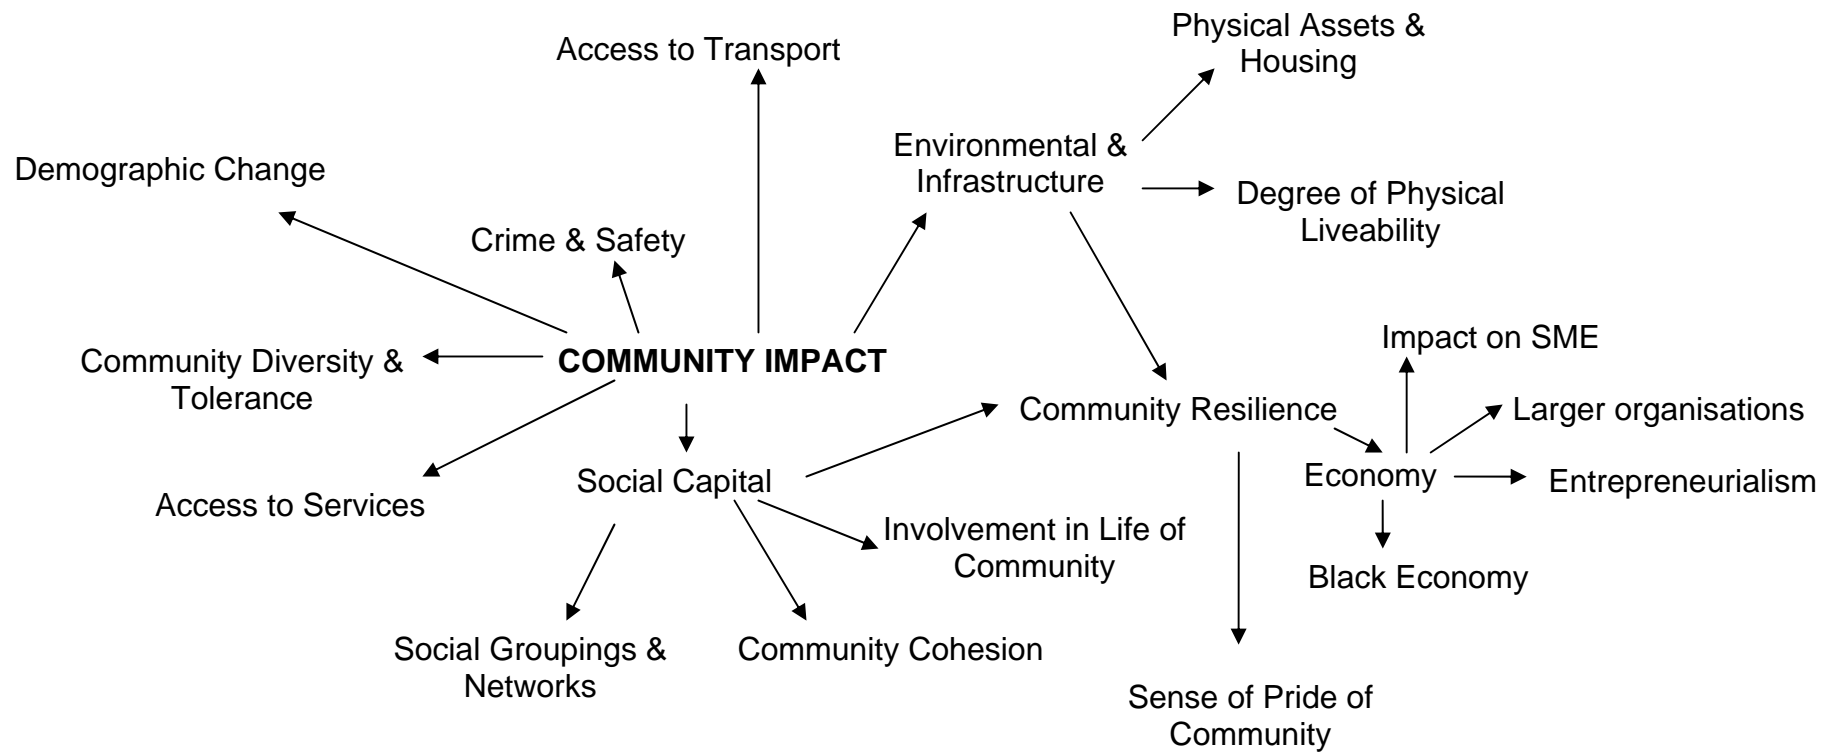 Physical Assets &
Housing
Access to Transport
Environmental &
Infrastructure
Demographic Change
Degree of Physical
Liveability
Crime & Safety
Impact on SME
Community Diversity &
Tolerance
COMMUNITY IMPACT
Community Resilience
Larger organisations
Social Capital
Economy
Entrepreneurialism
Access to Services
Involvement in Life of
Community
Black Economy
Social Groupings &
Networks
Community Cohesion
Sense of Pride of
Community